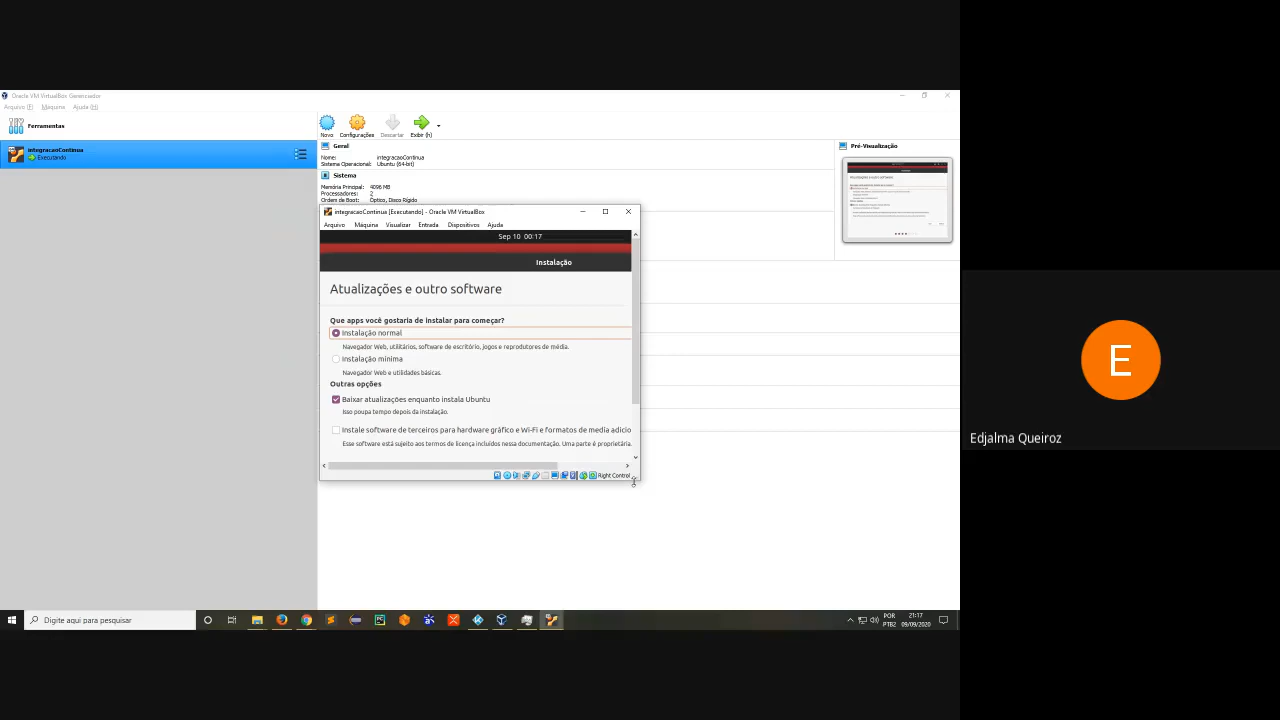 Oracle VM VirtualBox Gerenciador
Arquivo (F) Máquina Ajuda (H)
Ferramentas
integracaoContinua
Executando
Novo Configurações Descartar Exibir (h)
Geral
Nome: integracaoContinua
Sistema Operacional: Ubuntu (64-bit)
Sistema
Memória Principal: 4096 MB
Processadores: 2
Ordem de Boot: Óptico, Disco Rígido
Pré-Visualização
integracaoContinua [Executando] - Oracle VM VirtualBox
Arquivo Máquina Visualizar Entrada Dispositivos Ajuda
Sep 10 00:17
Instalação
Atualizações e outro software
Que apps você gostaria de instalar para começar?
Instalação normal
Navegador Web, utilitários, software de escritório, jogos e reprodutores de mídia.
Instalação mínima
Navegador Web e utilidades básicas.
Outras opções
Baixar atualizações enquanto instala Ubuntu
Isso poupa tempo depois da instalação.
Instale software de terceiros para hardware gráfico e Wi-Fi e formatos de media adicio
Esse software está sujeito aos termos de licença incluídos nessa documentação. Uma parte é proprietária.
Right Control
E
Edjalma Queiroz
Digite aqui para pesquisar
POR
PTB2
21:17
09/09/2020